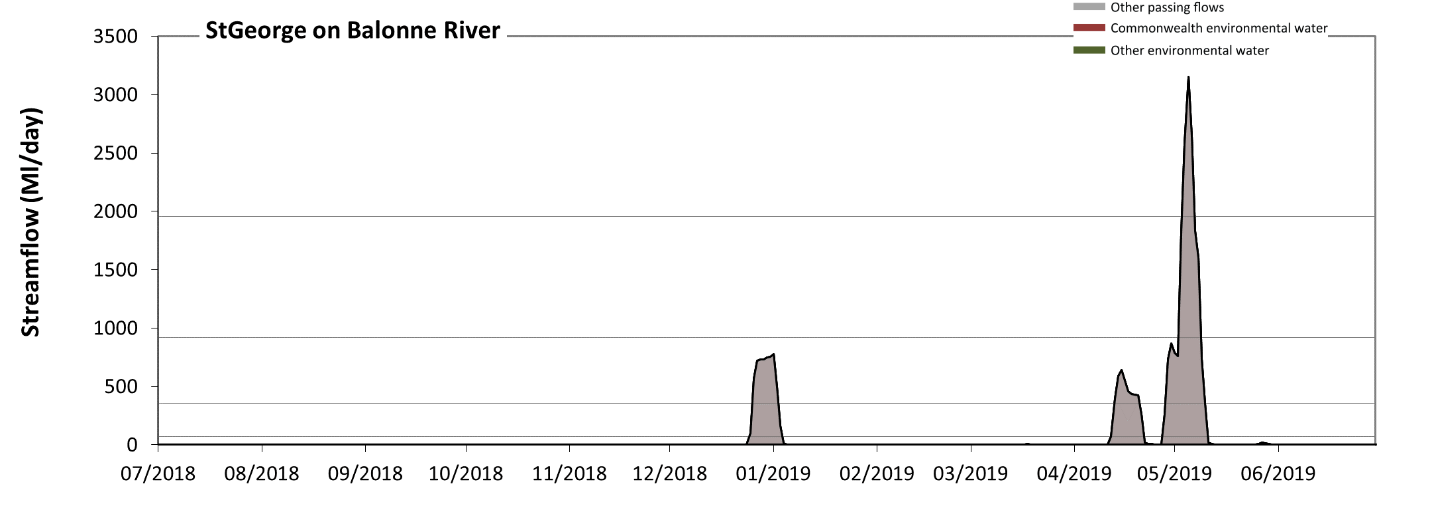 Other passing flows
StGeorge on Balonne River
Commonwealth environmental water
Other environmental water
Streamflow (Ml/day)
3500
3000
2500
2000
1500
1000
500
0
07/2018 08/2018 09/2018 10/2018 11/2018 12/2018 01/2019 02/2019 03/2019 04/2019 05/2019 06/2019